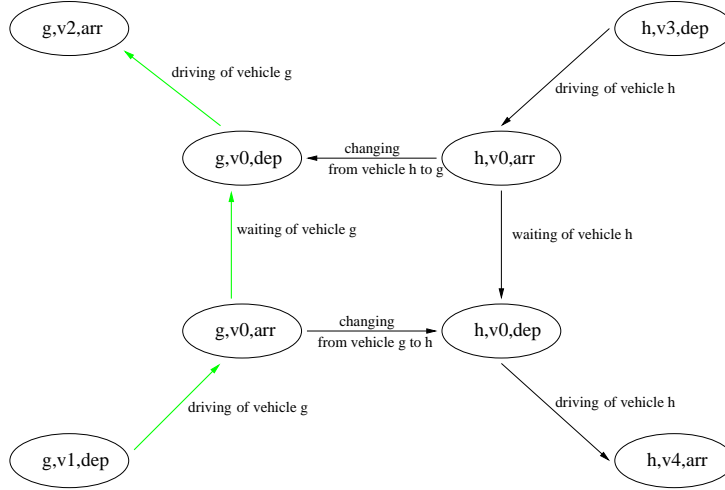 g,v2,arr
h,v3,dep
driving of vehicle g
driving of vehicle h
g,v0,dep
changing
from vehicle h to g
h,v0,arr
waiting of vehicle g
waiting of vehicle h
g,v0,arr
changing
from vehicle g to h
h,v0,dep
driving of vehicle g
driving of vehicle h
g,v1,dep
h,v4,arr